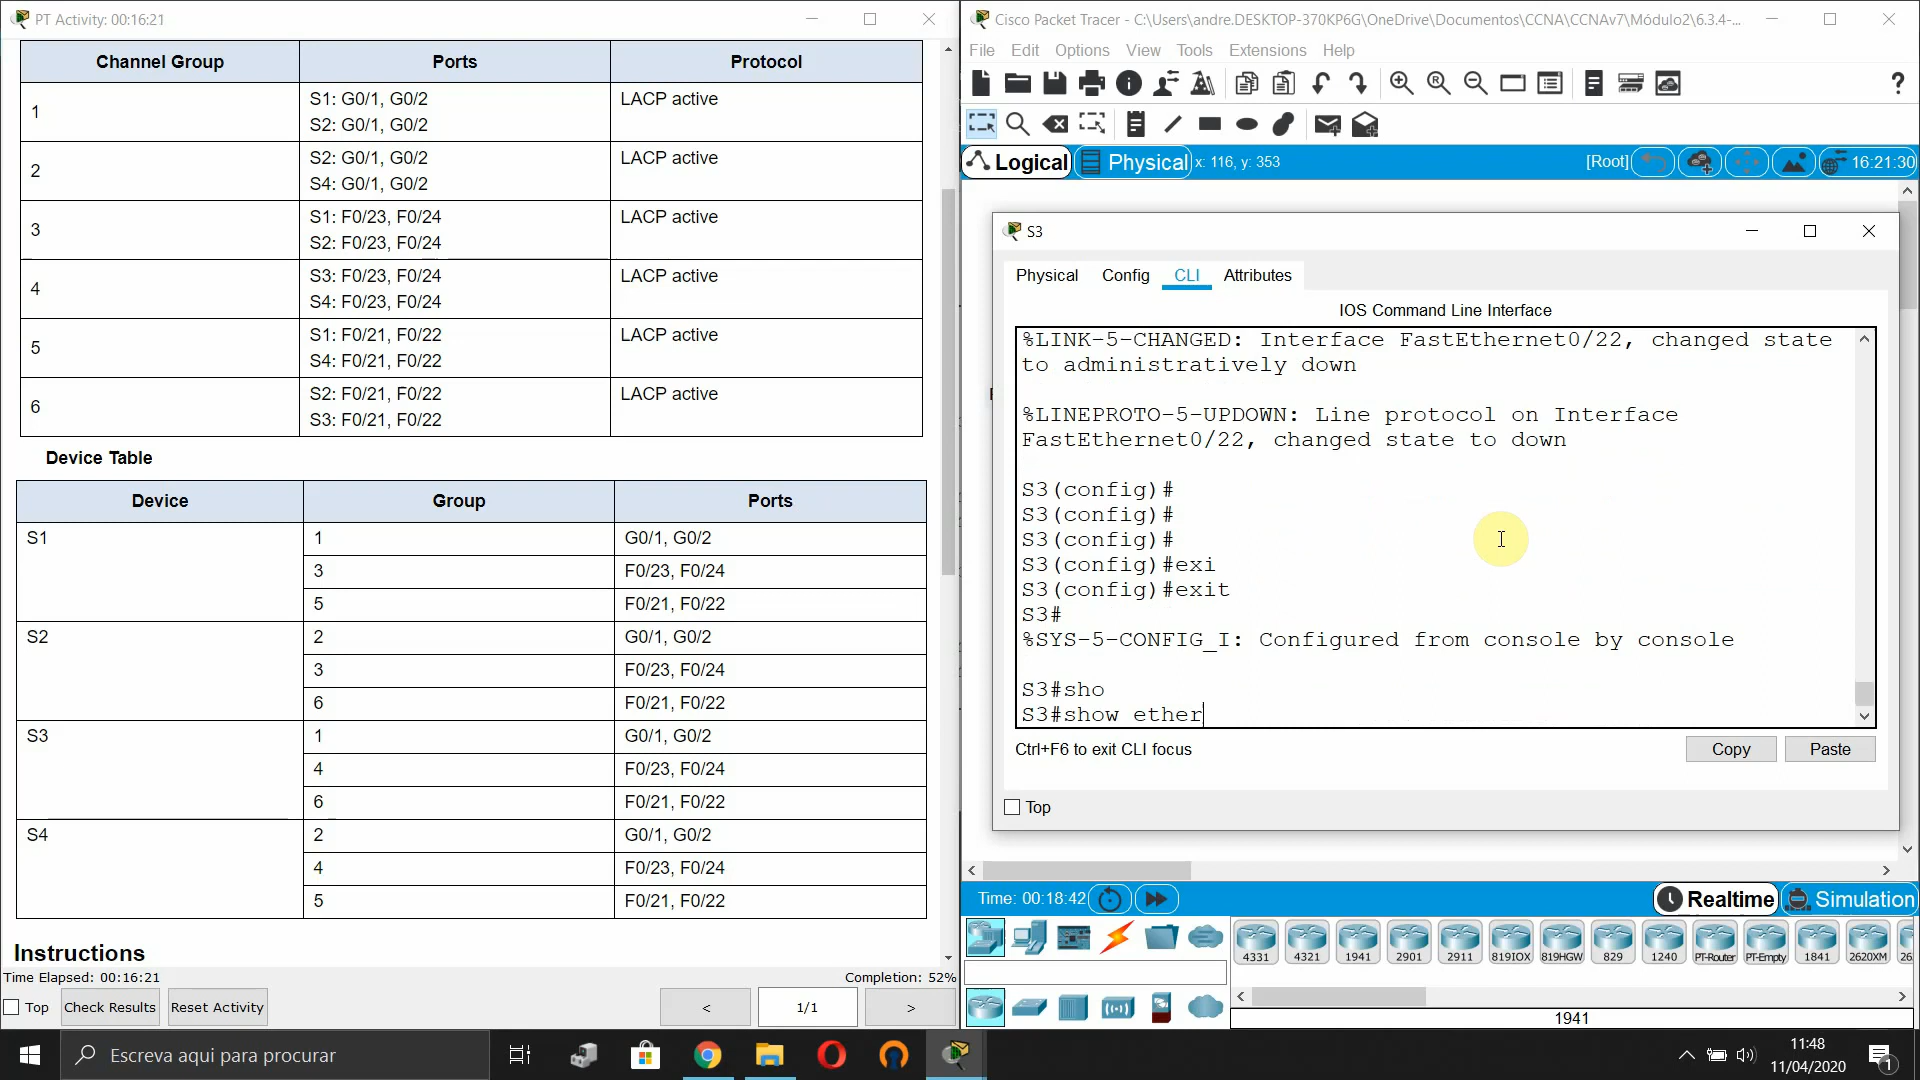 PT Activity: 00:16:21
Channel Group Ports Protocol
1
S1: G0/1, G0/2
S2: G0/1, G0/2
LACP active
2
S2: G0/1, G0/2
S4: G0/1, G0/2
LACP active
3
S1: F0/23, F0/24
S2: F0/23, F0/24
LACP active
4
S3: F0/23, F0/24
S4: F0/23, F0/24
LACP active
5
S1: F0/21, F0/22
S4: F0/21, F0/22
LACP active
6
S2: F0/21, F0/22
S3: F0/21, F0/22
LACP active
Device Table
Device Group Ports
S1 1 G0/1, G0/2
3 F0/23, F0/24
5 F0/21, F0/22
S2 2 G0/1, G0/2
3 F0/23, F0/24
6 F0/21, F0/22
S3 1 G0/1, G0/2
4 F0/23, F0/24
6 F0/21, F0/22
S4 2 G0/1, G0/2
4 F0/23, F0/24
5 F0/21, F0/22
Instructions
Time Elapsed: 00:16:21 Completion: 52%
Top Check Results Reset Activity < 1/1 >
Cisco Packet Tracer - C:\Users\andre.DESKTOP-370KP6G\OneDrive\Documentos\CCNA\CCNAv7\Módulo2\6.3.4-...
File Edit Options View Tools Extensions Help
?
Logical Physical x: 116, y: 353 [Root] 16:21:30
S3
Physical Config CLI Attributes
IOS Command Line Interface
%LINK-5-CHANGED: Interface FastEthernet0/22, changed state
to administratively down
%LINEPROTO-5-UPDOWN: Line protocol on Interface
FastEthernet0/22, changed state to down
S3(config)#
S3(config)#
S3(config)#
S3(config)#exi
S3(config)#exit
S3#
%SYS-5-CONFIG_I: Configured from console by console
S3#sho
S3#show ether
Ctrl+F6 to exit CLI focus Copy Paste
Top
Time: 00:18:42 Realtime Simulation
4331 4321 1941 2901 2911 819IOX 819HGW 829 1240 PT-Router PT-Empty 1841 2620XM
1941
Escreva aqui para procurar
11:48
11/04/2020
1